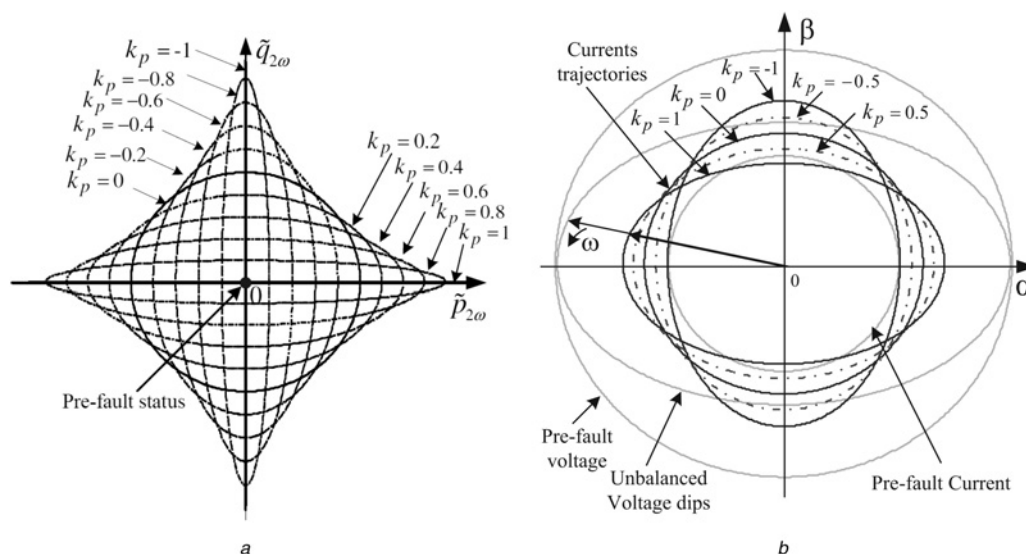 k_p = -1
k_p = -0.8
k_p = -0.6
k_p = -0.4
k_p = -0.2
k_p = 0
q̃_2ω
k_p = 0.2
k_p = 0.4
k_p = 0.6
k_p = 0.8
k_p = 1
0
p̃_2ω
Pre-fault status
a
β
Currents
trajectories
k_p = -1
k_p = -0.5
k_p = 0
k_p = 0.5
k_p = 1
ω
0
α
Pre-fault
voltage
Unbalanced
Voltage dips
Pre-fault Current
b